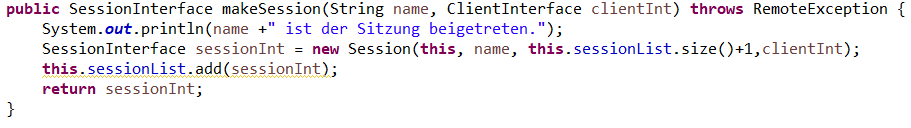 public SessionInterface makeSession(String name, ClientInterface clientInt) throws RemoteException {
    System.out.println(name +" ist der Sitzung beigetreten.");
    SessionInterface sessionInt = new Session(this, name, this.sessionList.size()+1,clientInt);
    this.sessionList.add(sessionInt);
    return sessionInt;
}